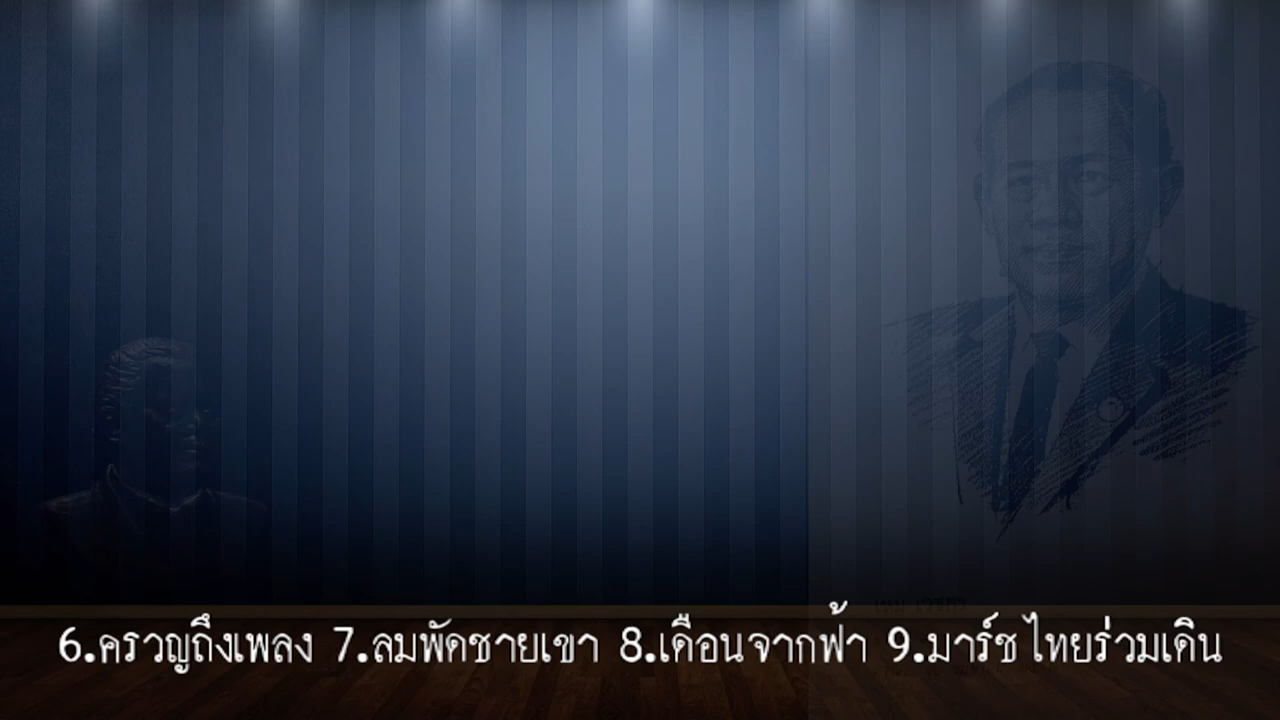 6.ครวญถึงเพลง 7.ลมพัดชายเขา 8.เดือนจากฟ้า 9.มาร์ชไทยร่วมเดิน